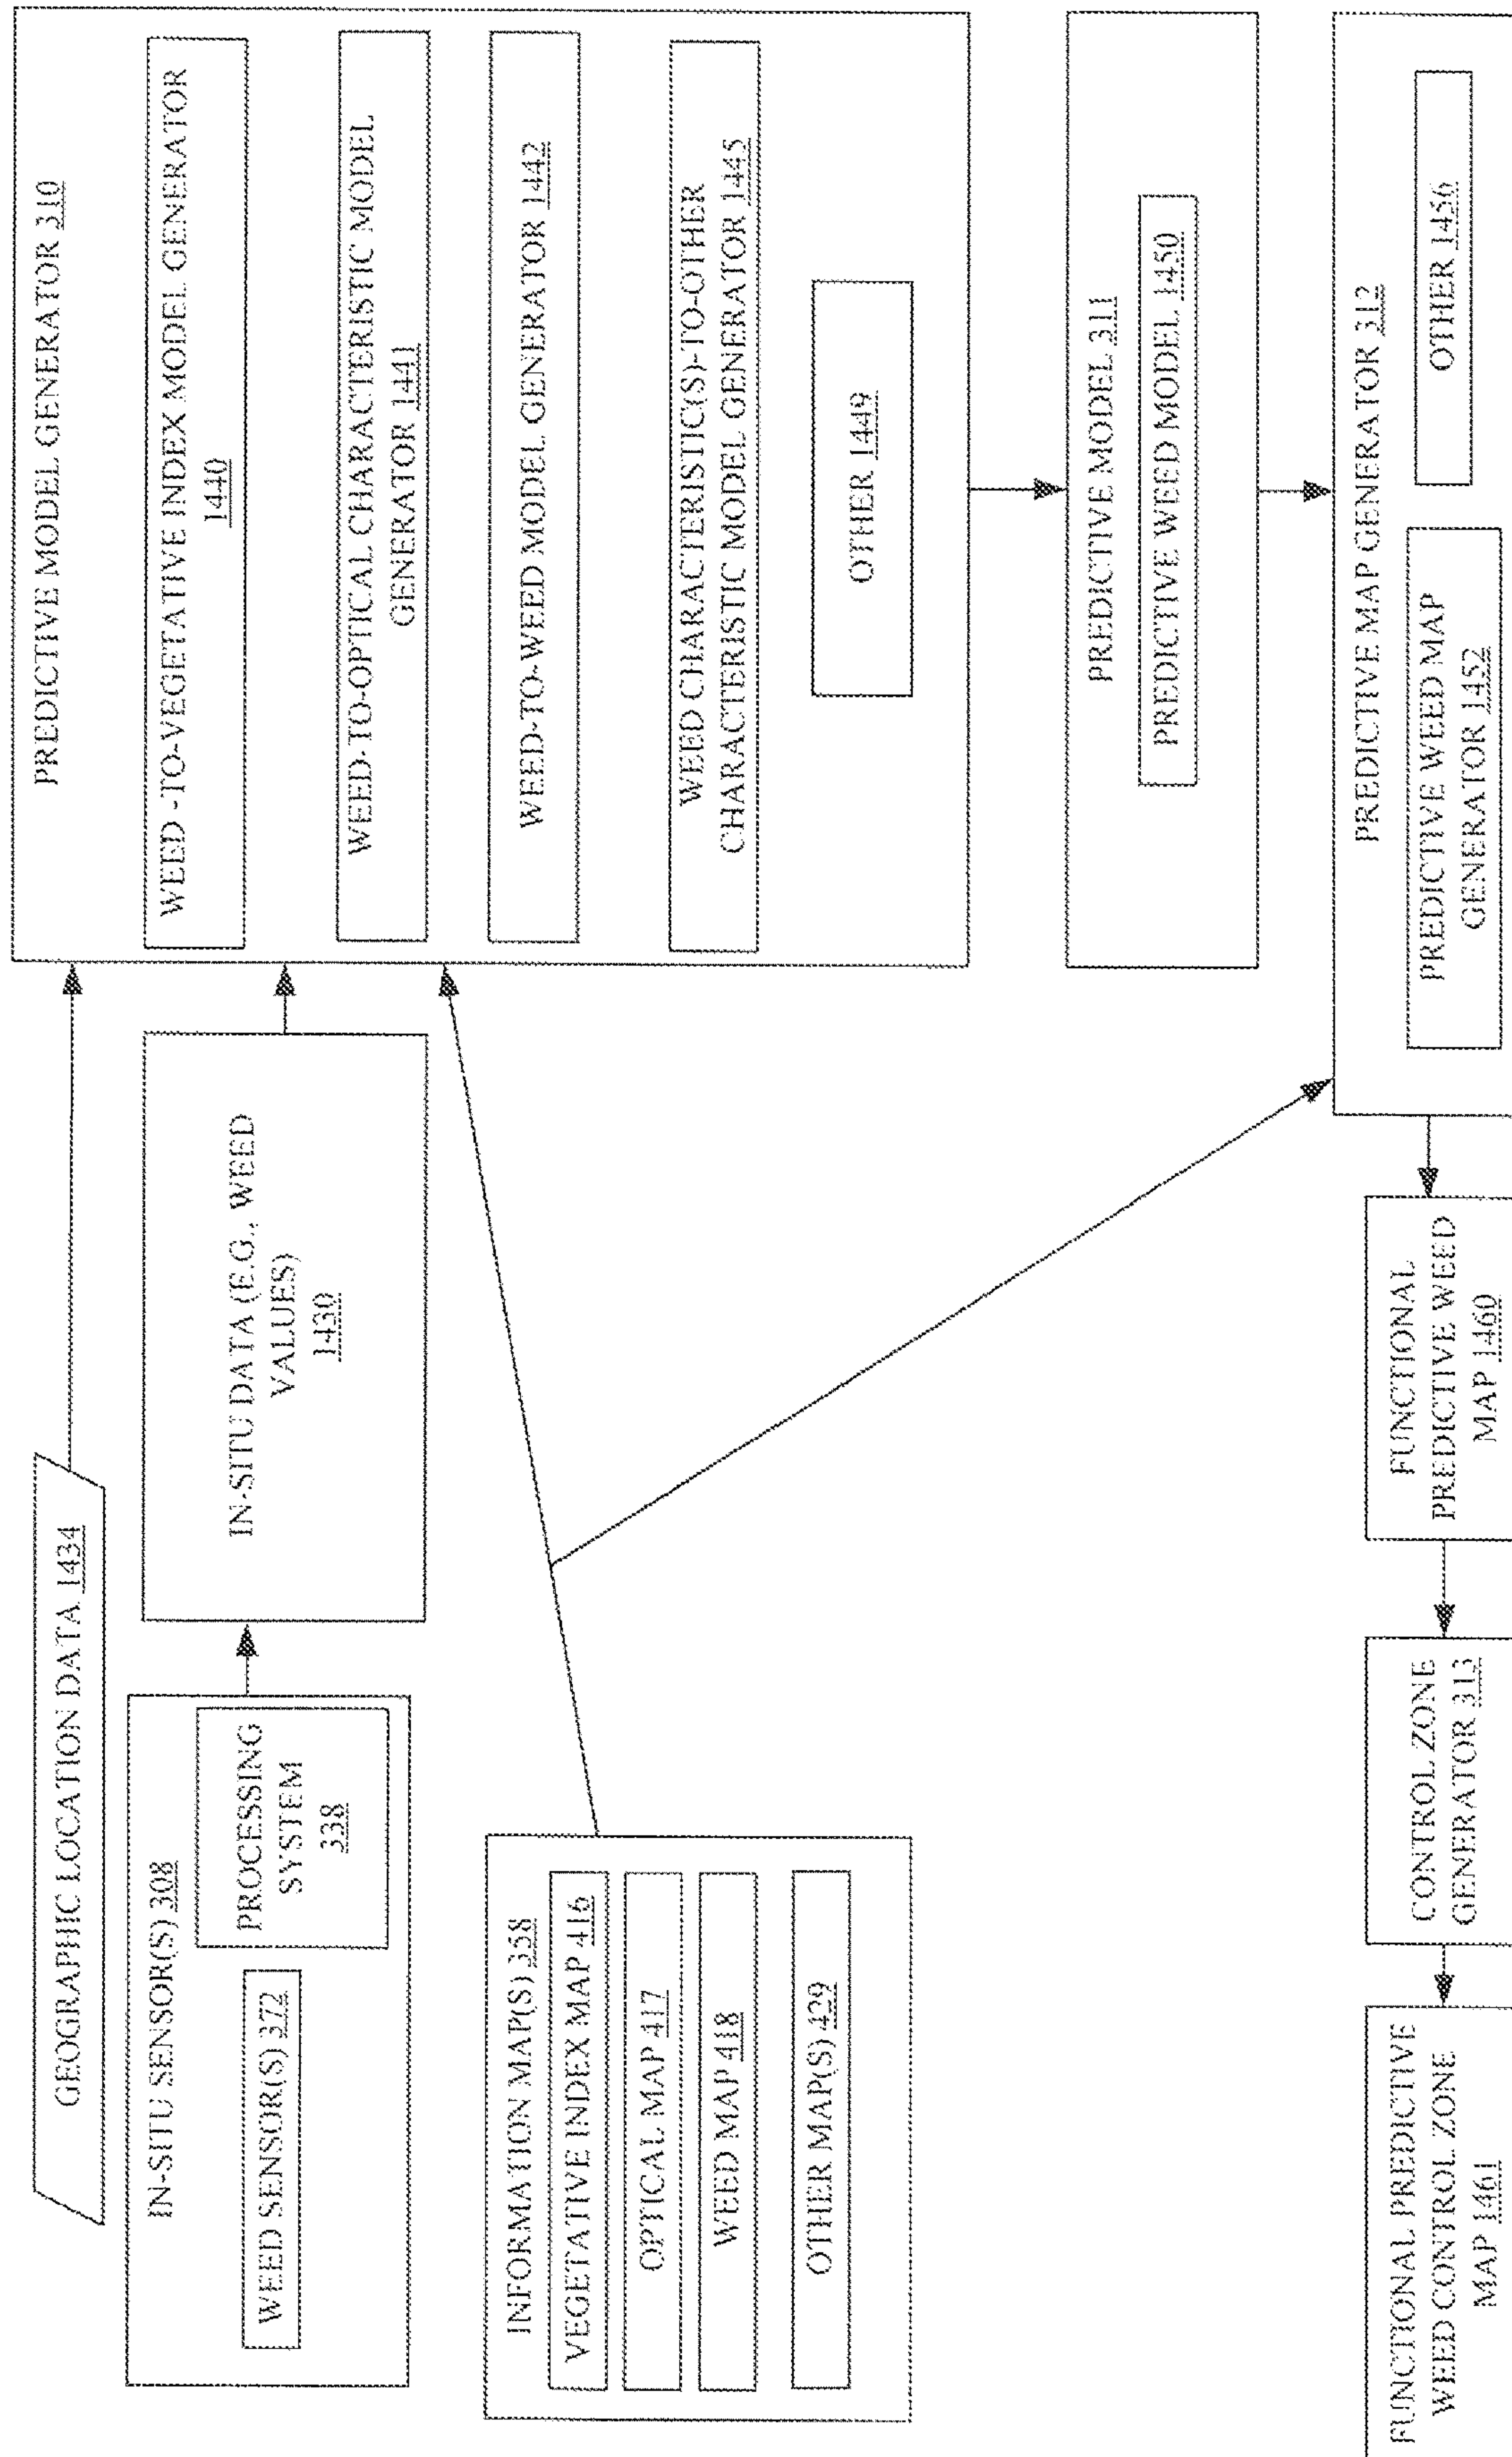 GEOGRAPHIC LOCATION DATA 1434
IN-SITU SENSOR(S) 308
WEED SENSOR(S) 372
PROCESSING
SYSTEM
338
IN-SITU DATA (E.G., WEED
VALUES)
1430
INFORMATION MAP(S) 358
VEGETATIVE INDEX MAP 416
OPTICAL MAP 417
WEED MAP 418
OTHER MAP(S) 429
PREDICTIVE MODEL GENERATOR 310
WEED -TO-VEGETATIVE INDEX MODEL GENERATOR
1440
WEED-TO-OPTICAL CHARACTERISTIC MODEL
GENERATOR 1441
WEED-TO-WEED MODEL GENERATOR 1442
WEED CHARACTERISTIC(S)-TO-OTHER
CHARACTERISTIC MODEL GENERATOR 1445
OTHER 1449
PREDICTIVE MODEL 311
PREDICTIVE WEED MODEL 1450
PREDICTIVE MAP GENERATOR 312
PREDICTIVE WEED MAP
GENERATOR 1452
OTHER 1456
FUNCTIONAL
PREDICTIVE WEED
MAP 1460
CONTROL ZONE
GENERATOR 313
FUNCTIONAL PREDICTIVE
WEED CONTROL ZONE
MAP 1461